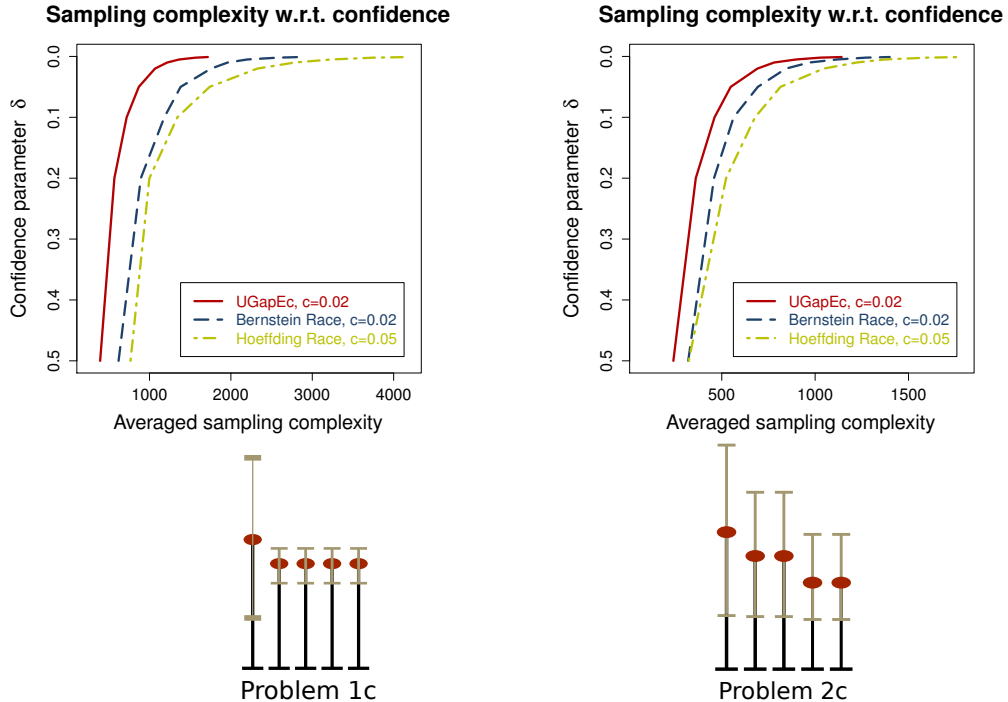 Sampling complexity w.r.t. confidence
Confidence parameter δ
0.0
0.1
0.2
0.3
0.4
0.5
UGapEc, c=0.02
Bernstein Race, c=0.02
Hoeffding Race, c=0.05
1000 2000 3000 4000
Averaged sampling complexity
Problem 1c
Sampling complexity w.r.t. confidence
Confidence parameter δ
0.0
0.1
0.2
0.3
0.4
0.5
UGapEc, c=0.02
Bernstein Race, c=0.02
Hoeffding Race, c=0.05
500 1000 1500
Averaged sampling complexity
Problem 2c